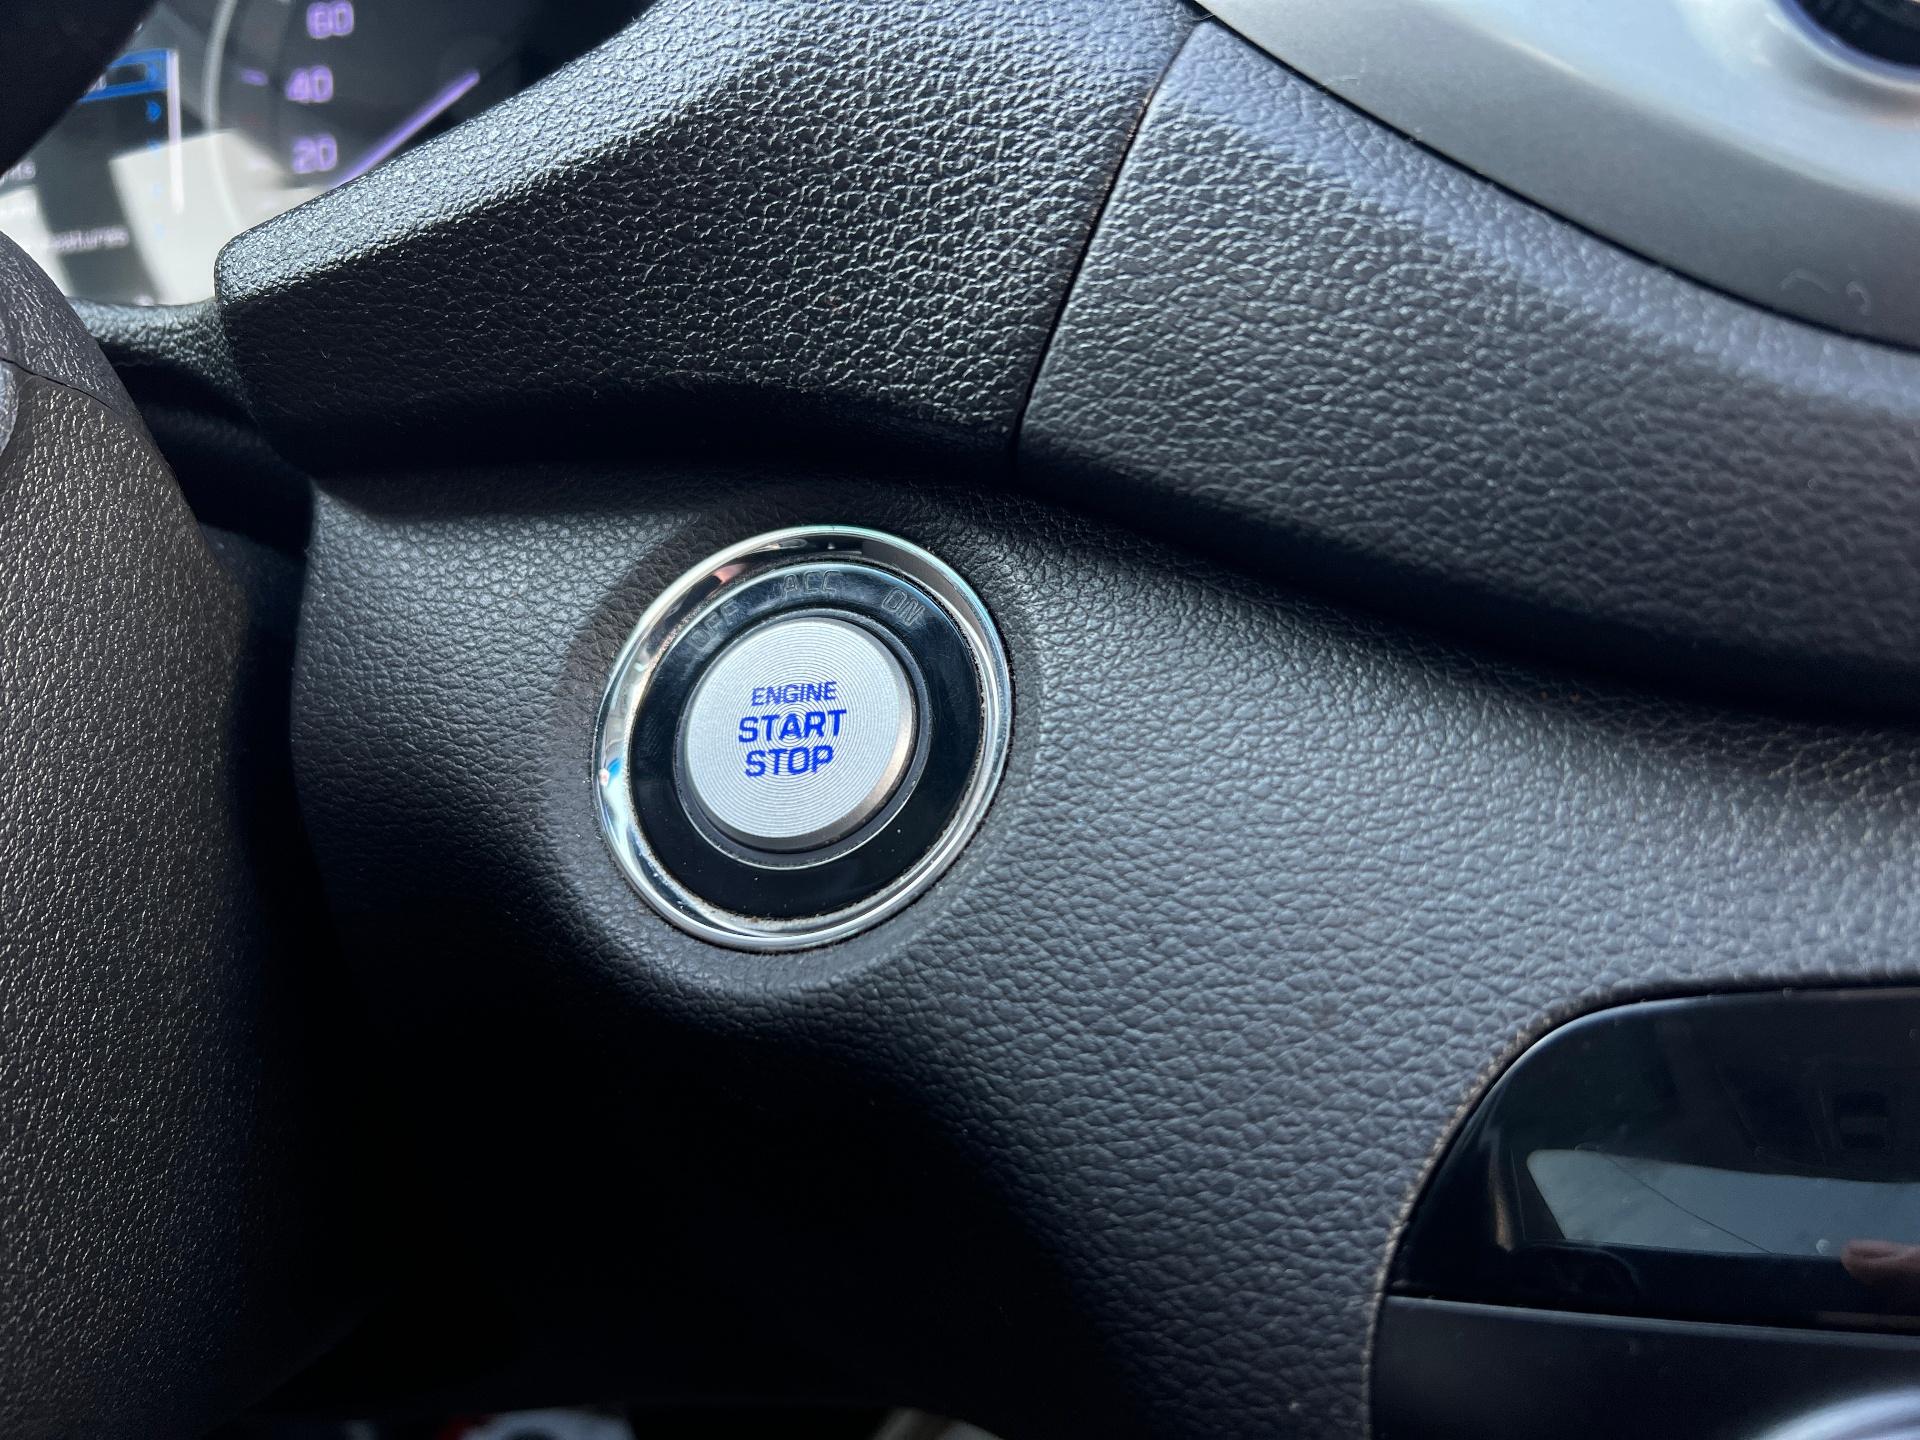 60
40
20
OFF ACC ON
ENGINE
START
STOP